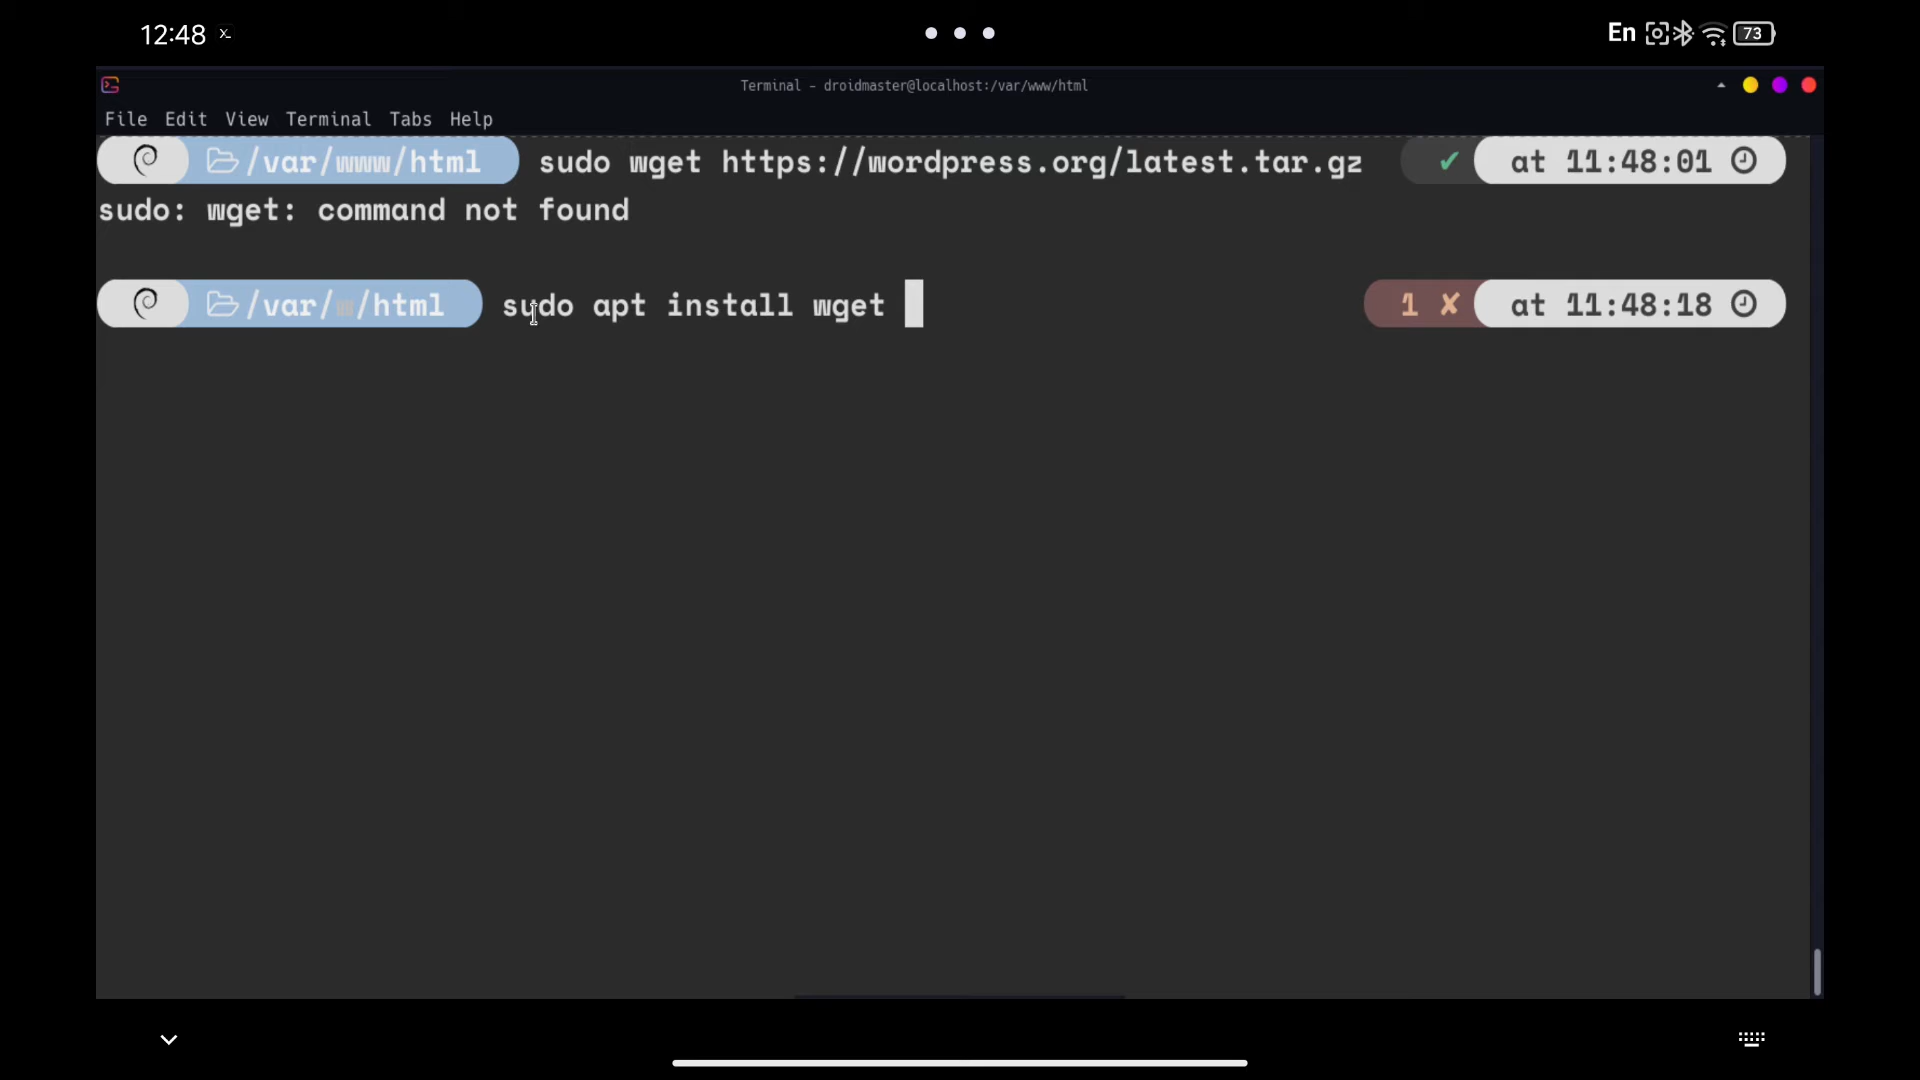 12:48
En 73
Terminal - droidmaster@localhost:/var/www/html
File Edit View Terminal Tabs Help
/var/www/html sudo wget https://wordpress.org/latest.tar.gz ✔ at 11:48:01
sudo: wget: command not found
/var/w/html sudo apt install wget 1 ✘ at 11:48:18